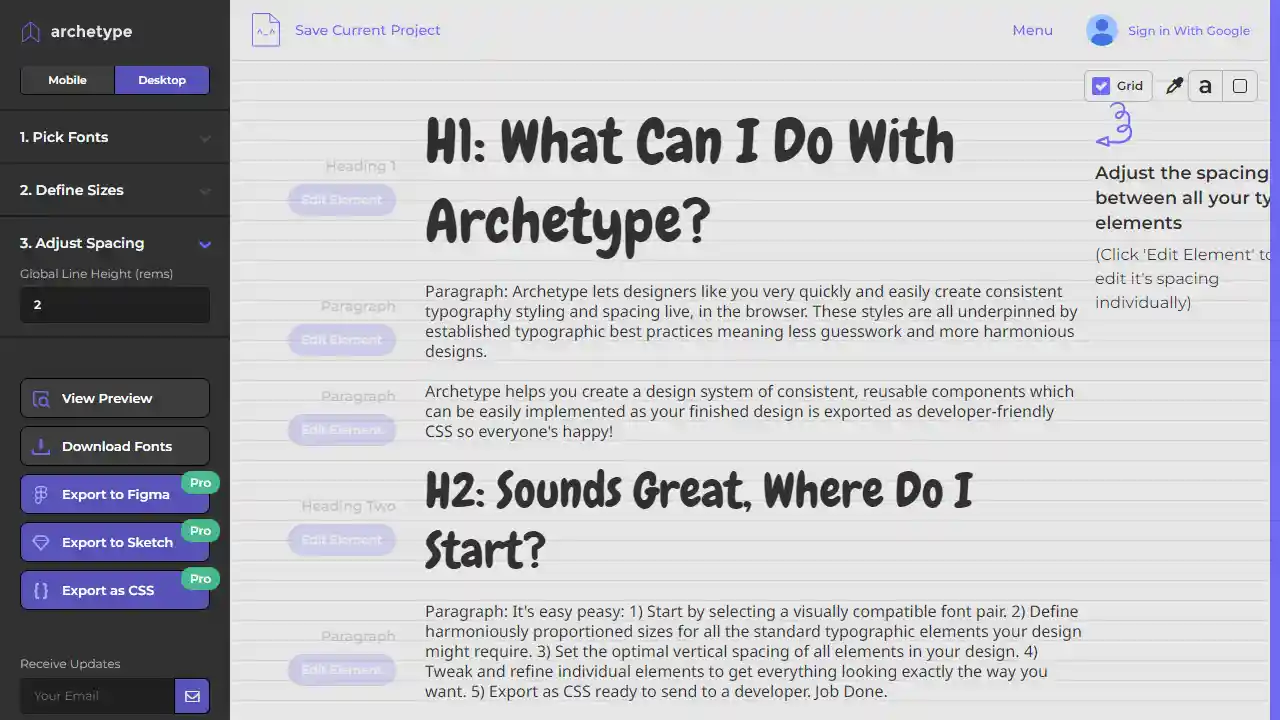 archetype
Mobile
Desktop
1. Pick Fonts
2. Define Sizes
3. Adjust Spacing
Global Line Height (rems)
2
View Preview
Download Fonts
Export to Figma
Pro
Export to Sketch
Pro
Export as CSS
Pro
Receive Updates
Your Email
^_^
Save Current Project
Menu
Sign in With Google
Grid
a
Adjust the spacing
between all your ty
elements
(Click 'Edit Element' to
edit it's spacing
individually)
Heading 1
Edit Element
H1: What Can I Do With
Archetype?
Paragraph
Edit Element
Paragraph: Archetype lets designers like you very quickly and easily create consistent
typography styling and spacing live, in the browser. These styles are all underpinned by
established typographic best practices meaning less guesswork and more harmonious
designs.
Paragraph
Edit Element
Archetype helps you create a design system of consistent, reusable components which
can be easily implemented as your finished design is exported as developer-friendly
CSS so everyone's happy!
Heading Two
Edit Element
H2: Sounds Great, Where Do I
Start?
Paragraph
Edit Element
Paragraph: It's easy peasy: 1) Start by selecting a visually compatible font pair. 2) Define
harmoniously proportioned sizes for all the standard typographic elements your design
might require. 3) Set the optimal vertical spacing of all elements in your design. 4)
Tweak and refine individual elements to get everything looking exactly the way you
want. 5) Export as CSS ready to send to a developer. Job Done.